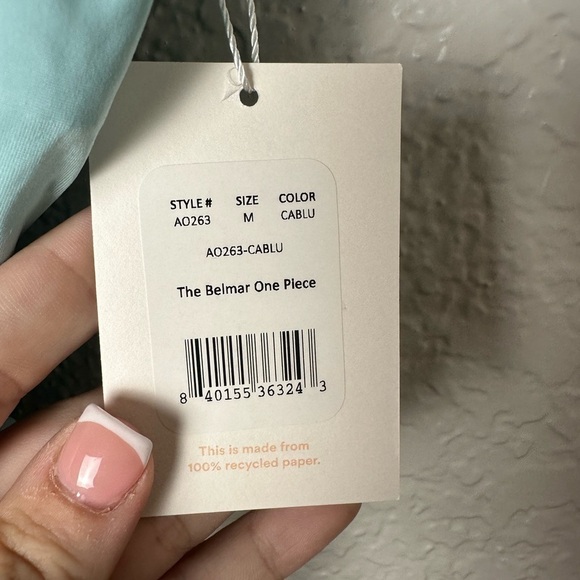 STYLE # SIZE COLOR
AO263 M CABLU
AO263-CABLU
The Belmar One Piece
8 40155 36324 3
This is made from
100% recycled paper.